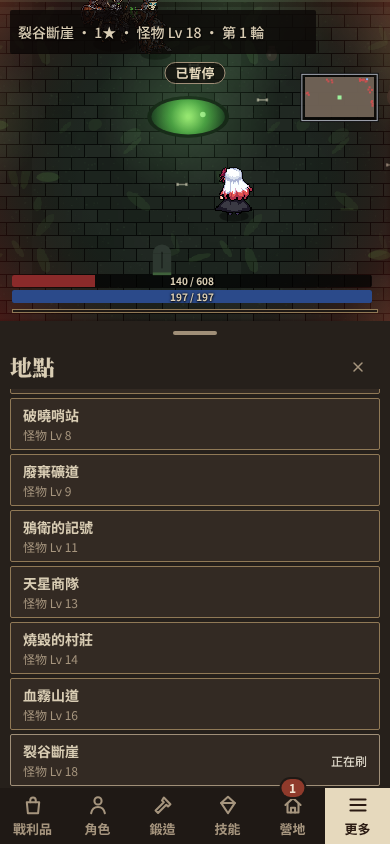 裂谷斷崖 · 1★ · 怪物 Lv 18 · 第 1 輪
已暫停
140 / 608
197 / 197
地點
×
破曉哨站
怪物 Lv 8
廢棄礦道
怪物 Lv 9
鴉衛的記號
怪物 Lv 11
天星商隊
怪物 Lv 13
燒毀的村莊
怪物 Lv 14
血霧山道
怪物 Lv 16
裂谷斷崖
怪物 Lv 18
正在刷
1
戰利品
角色
鍛造
技能
營地
更多